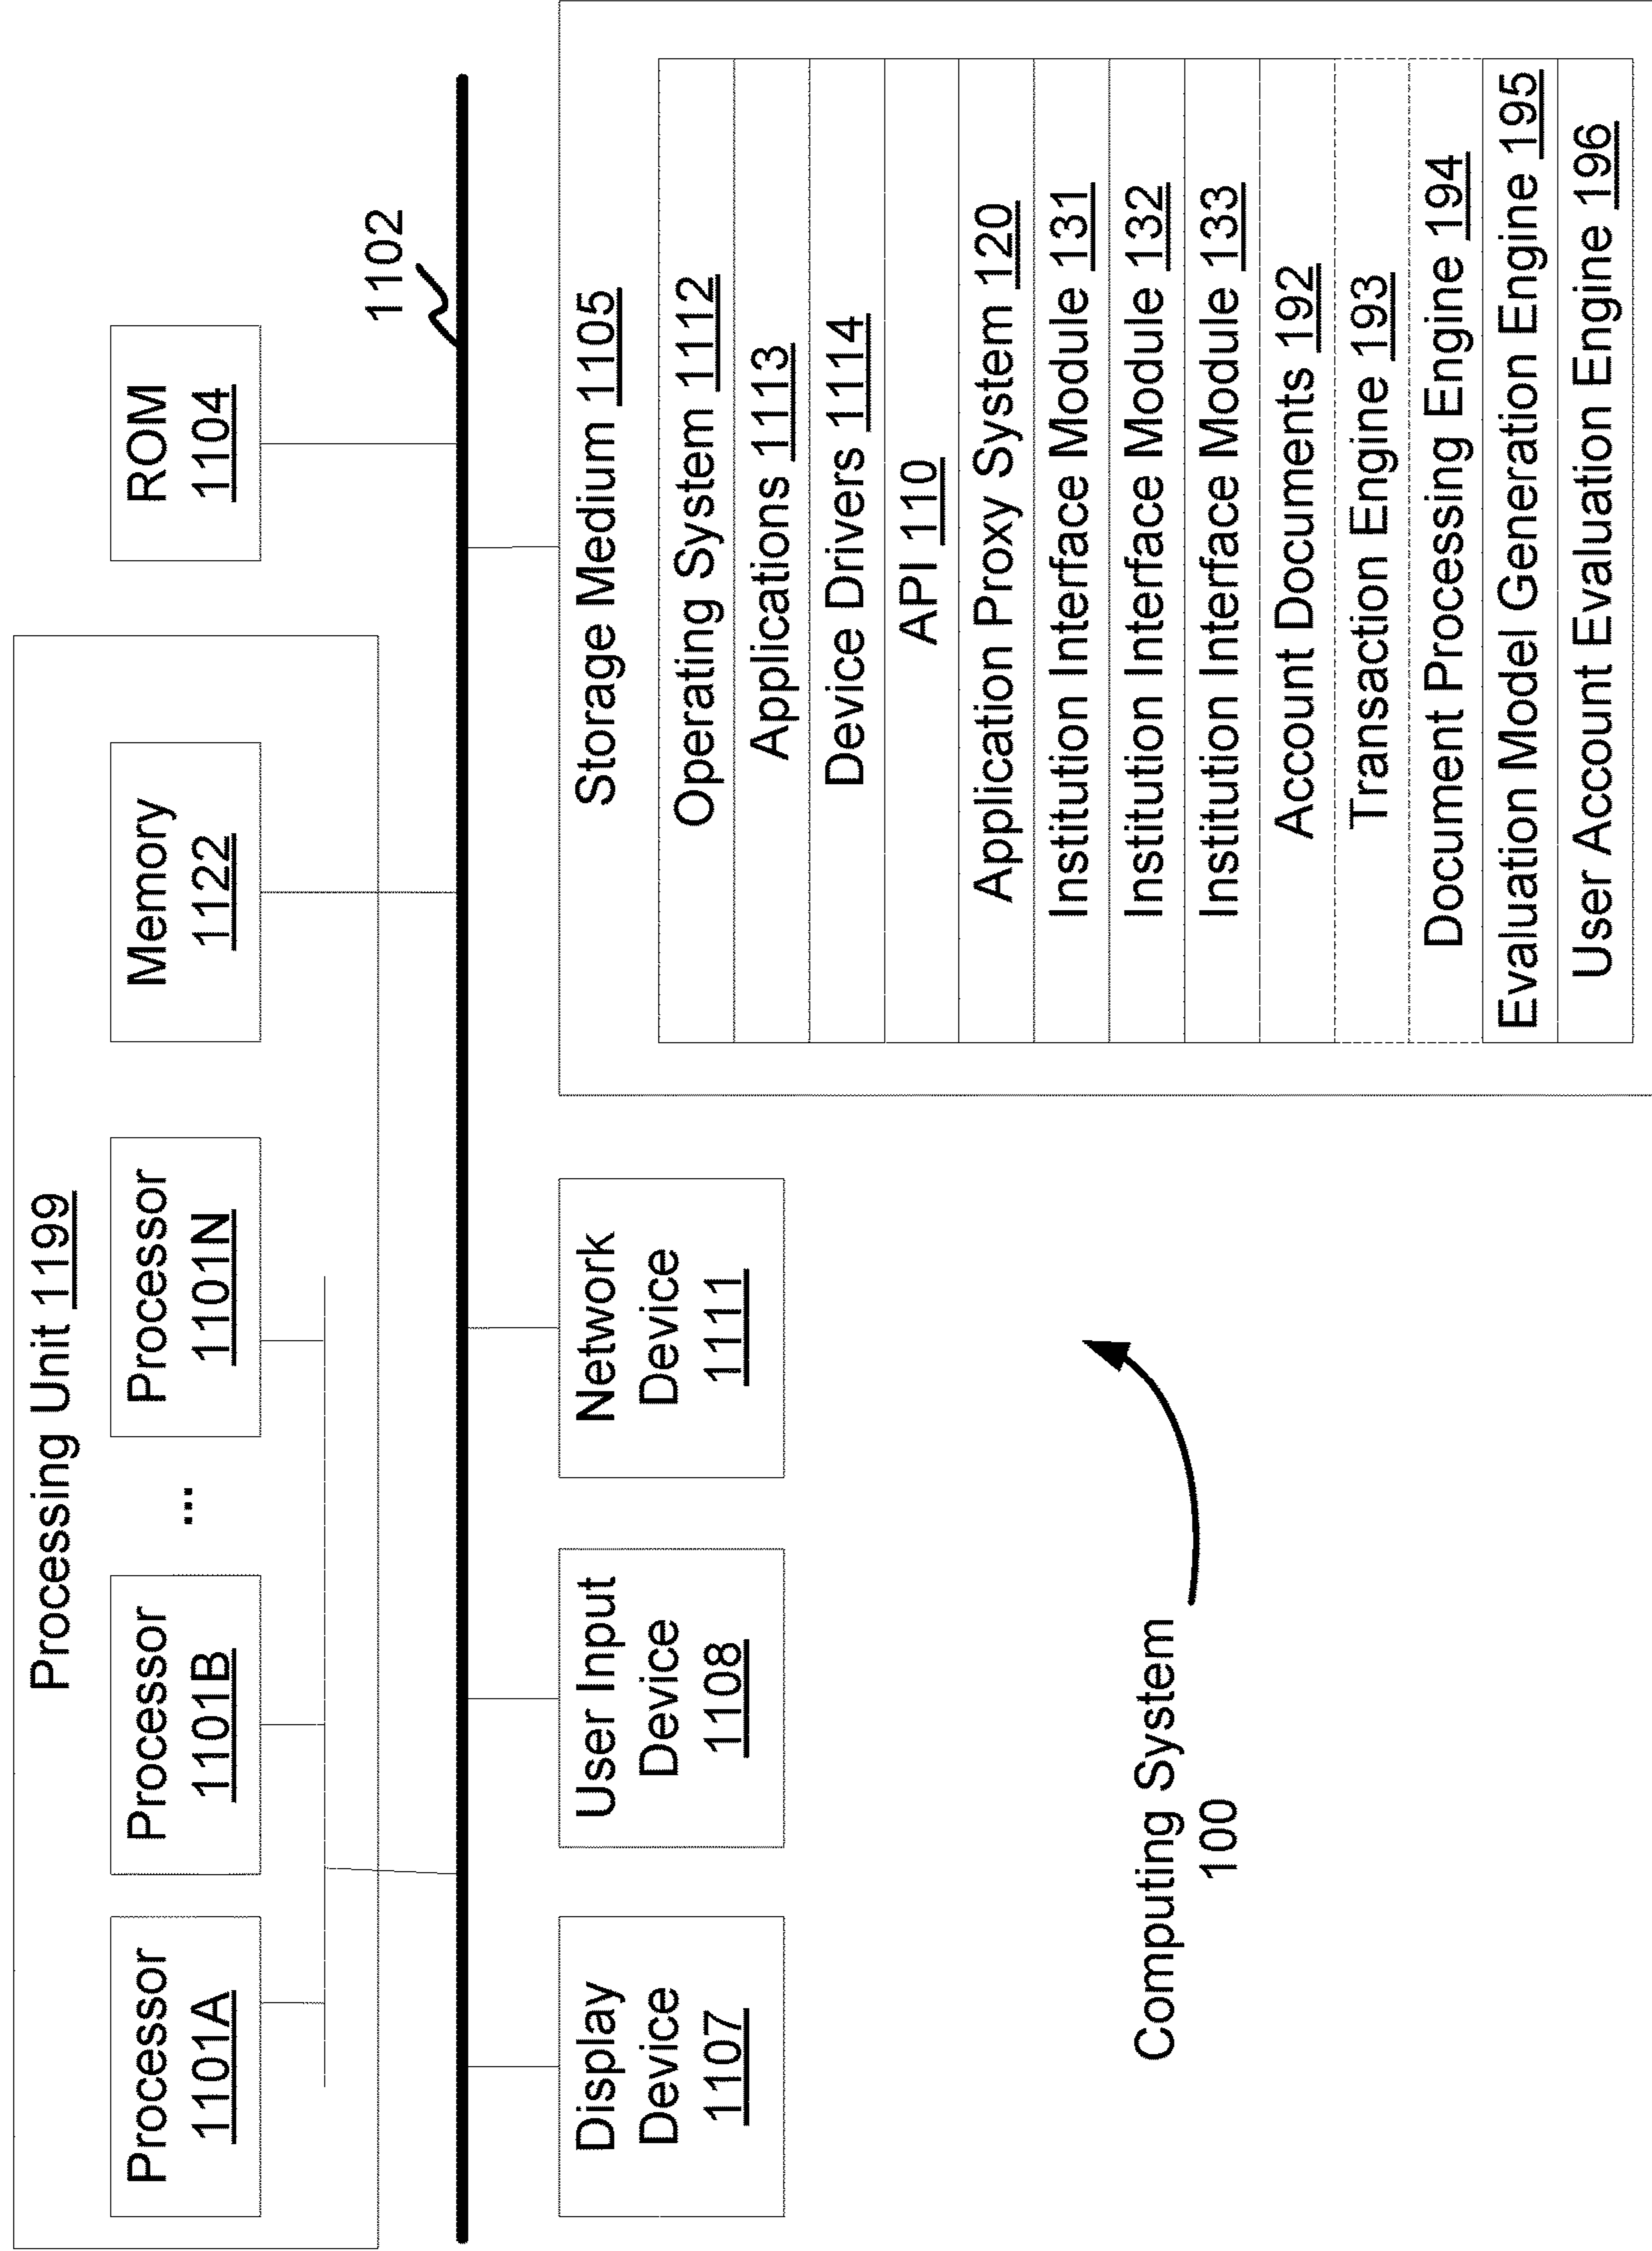 Processing Unit 1199
Processor
1101A
Processor
1101B
...
Processor
1101N
Memory
1122
ROM
1104
1102
Display
Device
1107
User Input
Device
1108
Network
Device
1111
Storage Medium 1105
Operating System 1112
Applications 1113
Device Drivers 1114
API 110
Application Proxy System 120
Institution Interface Module 131
Institution Interface Module 132
Institution Interface Module 133
Account Documents 192
Transaction Engine 193
Document Processing Engine 194
Evaluation Model Generation Engine 195
User Account Evaluation Engine 196
Computing System
100